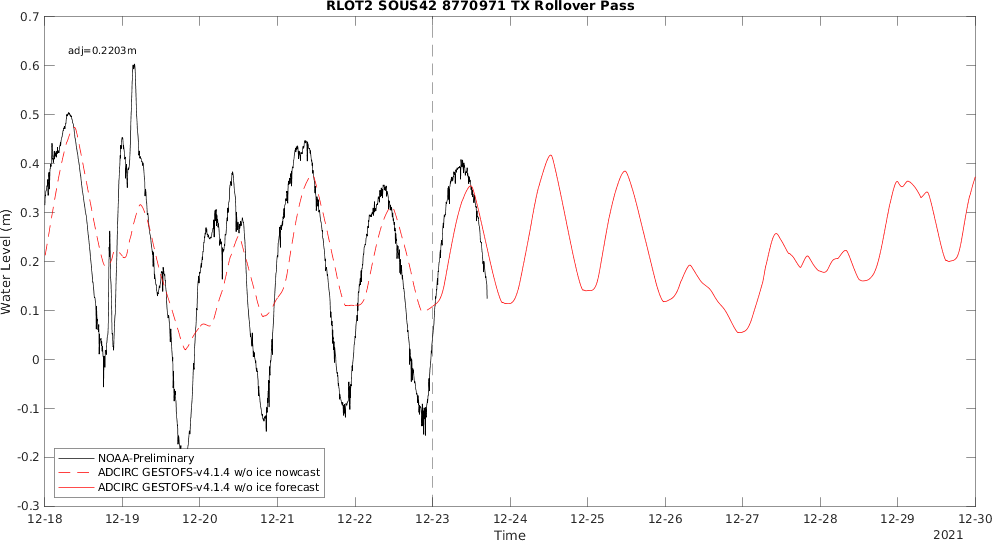 RLOT2 SOUS42 8770971 TX Rollover Pass
adj=0.2203m
0.7
0.6
0.5
0.4
0.3
0.2
0.1
0
-0.1
-0.2
-0.3
Water Level (m)
NOAA-Preliminary
ADCIRC GESTOFS-v4.1.4 w/o ice nowcast
ADCIRC GESTOFS-v4.1.4 w/o ice forecast
12-18 12-19 12-20 12-21 12-22 12-23 12-24 12-25 12-26 12-27 12-28 12-29 12-30
Time
2021